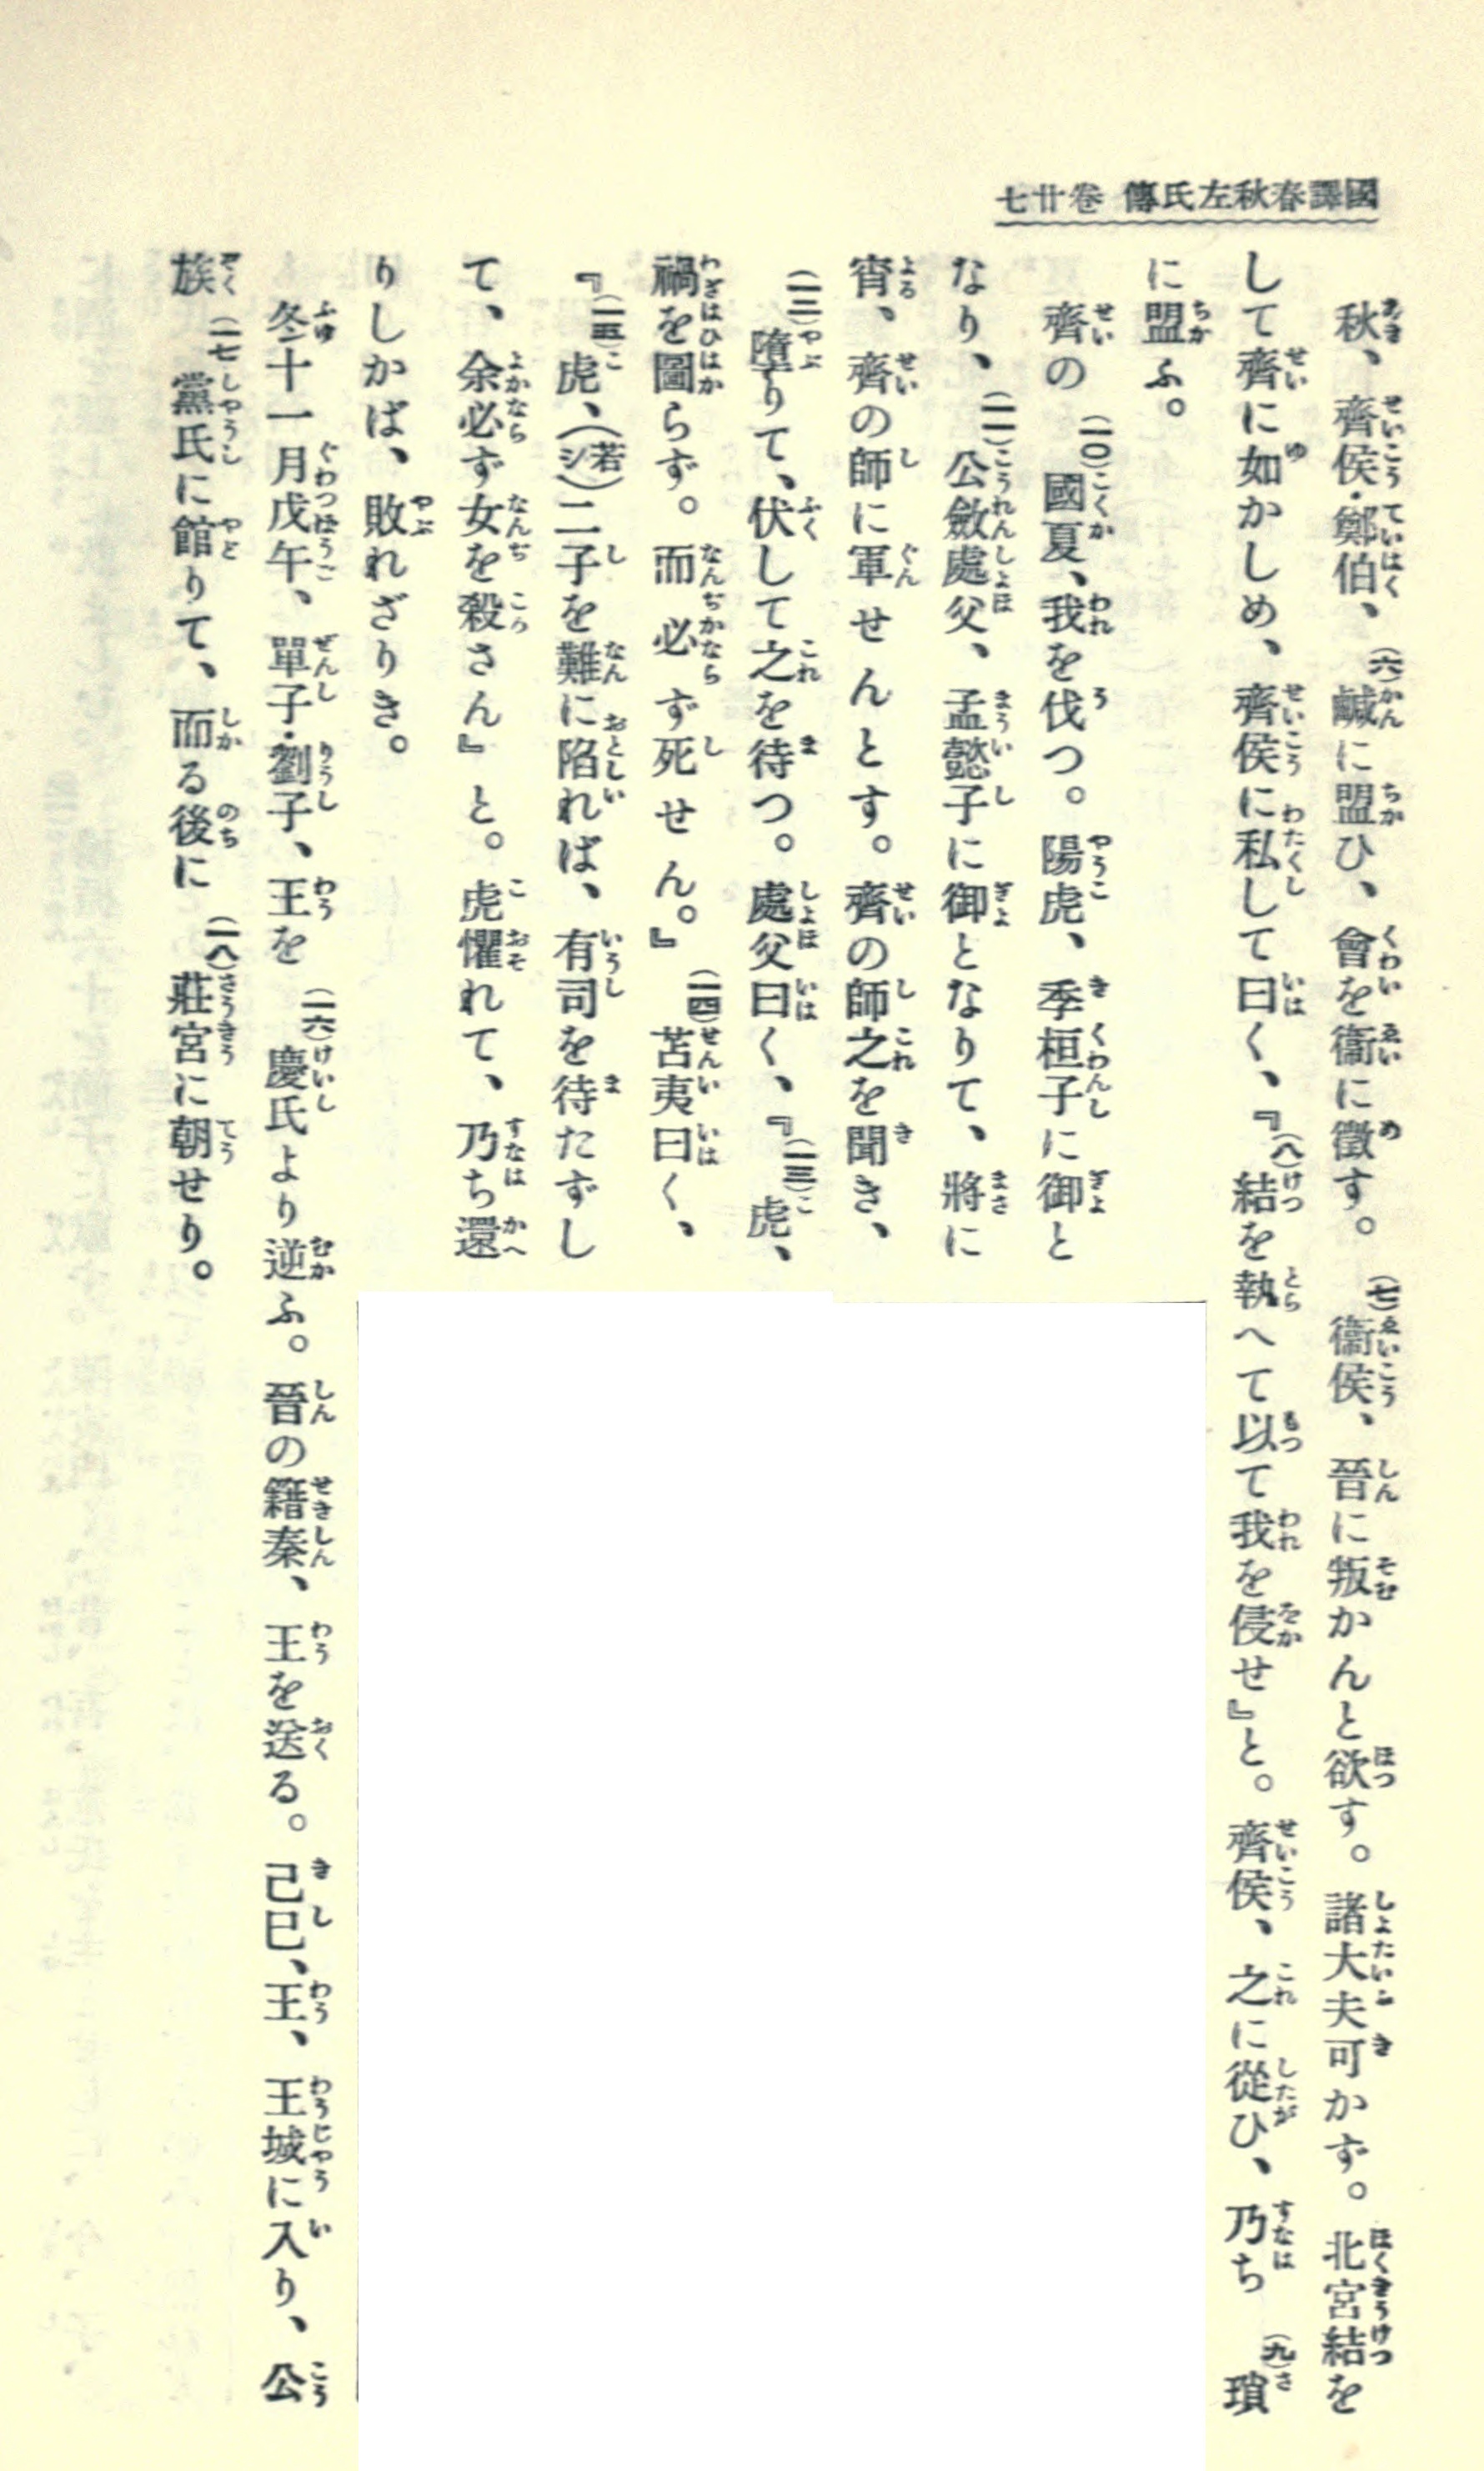 國譯春秋左氏傳 卷廿七
秋、齊侯・鄭伯、(六)鹹に盟ひ、會を衞に徵す。(七)衞侯、晉に叛かんと欲す。諸大夫可かず。北宮結を
して齊に如かしめ、齊侯に私して曰く、『(八)結を執へて以て我を侵せ』と。齊侯、之に從ひ、乃ち(九)瑣
に盟ふ。
齊の(一〇)國夏、我を伐つ。陽虎、季桓子に御と
なり、(一一)公斂處父、孟懿子に御となりて、將に
宵、齊の師に軍せんとす。齊の師之を聞き、
(一二)墮りて、伏して之を待つ。處父曰く、『(一三)虎、
禍を圖らず。而必ず死せん。』(一四)苫夷曰く、
『(一五)虎、(若シ)二子を難に陷れば、有司を待たずし
て、余必ず女を殺さん』と。虎懼れて、乃ち還
りしかば、敗れざりき。
冬十一月戊午、單子・劉子、王を(一六)慶氏より逆ふ。晉の籍秦、王を送る。己巳、王、王城に入り、公
族(一七)黨氏に館りて、而る後に(一八)莊宮に朝せり。